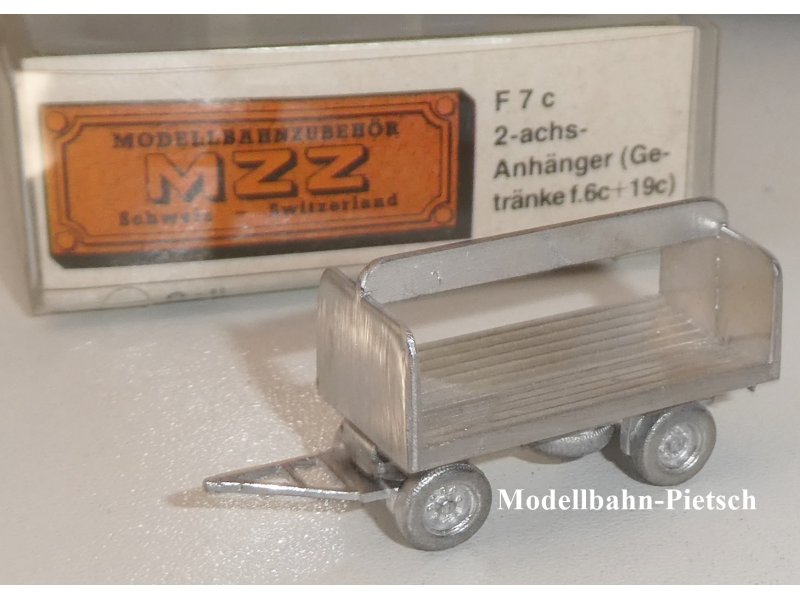 MODELLBAHNZUBEHÖR
MZZ
Schweiz - Switzerland
F 7 c
2-achs-
Anhänger (Ge-
tränke f.6c+19c)
Modellbahn-Pietsch